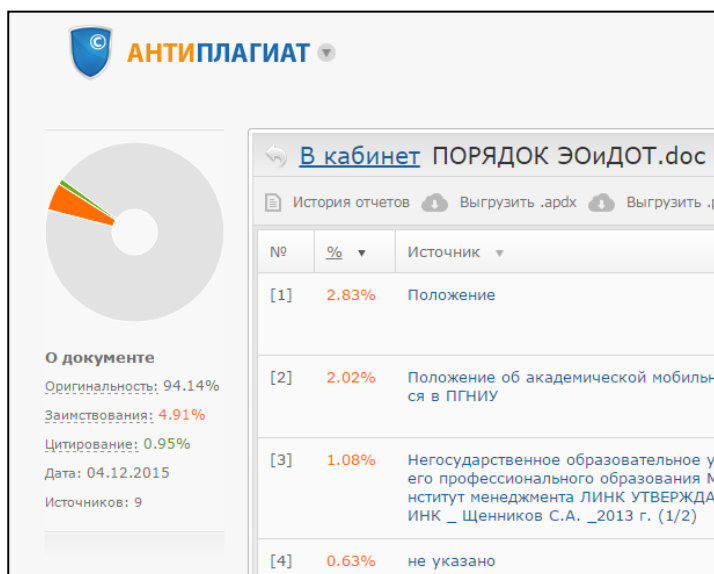 ©
АНТИПЛАГИАТ
В кабинет ПОРЯДОК ЭОиДОТ.doc
История отчетов Выгрузить .apdx Выгрузить
№ % Источник
[1] 2.83% Положение
[2] 2.02% Положение об академической
ся в ПГНИУ
[3] 1.08% Негосударственное образовательное
его профессионального образования
нститут менеджмента ЛИНК
ИНК _ Щенников С.А. _2013 г. (1/2)
[4] 0.63% не указано
О документе
Оригинальность: 94.14%
Заимствования: 4.91%
Цитирование: 0.95%
Дата: 04.12.2015
Источников: 9